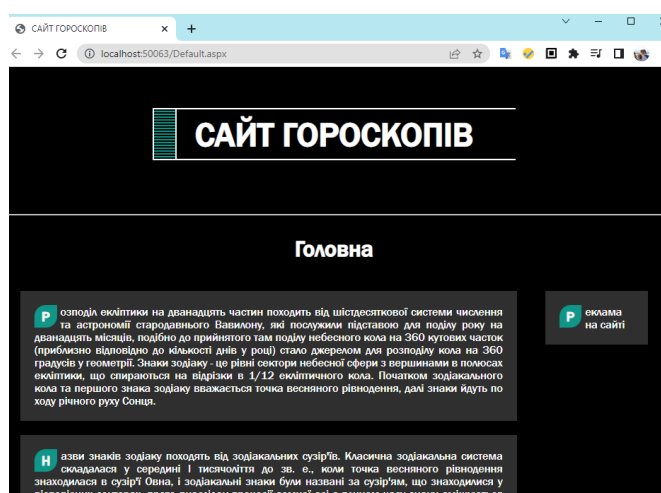 САЙТ ГОРОСКОПІВ
localhost:50063/Default.aspx
САЙТ ГОРОСКОПІВ
Головна
Розподіл екліптики на дванадцять частин походить від шістдесяткової системи числення
та астрономії стародавнього Вавилону, які послужили підставою для поділу року на
дванадцять місяців, подібно до прийнятого там поділу небесного кола на 360 кутових часток
(приблизно відповідно до кількості днів у році) стало джерелом для розподілу кола на 360
градусів у геометрії. Знаки зодіаку - це рівні сектори небесної сфери з вершинами в полюсах
екліптики, що спираються на відрізки в 1/12 екліптичного кола. Початком зодіакального
кола та першого знака зодіаку вважається точка весняного рівнодення, далі знаки йдуть по
ходу річного руху Сонця.
Реклама
на сайті
Назви знаків зодіаку походять від зодіакальних сузір'їв. Класична зодіакальна система
складалася у середині I тисячоліття до зв. е., коли точка весняного рівнодення
знаходилася в сузір'ї Овна, і зодіакальні знаки були названі за сузір'ям, що знаходилися у